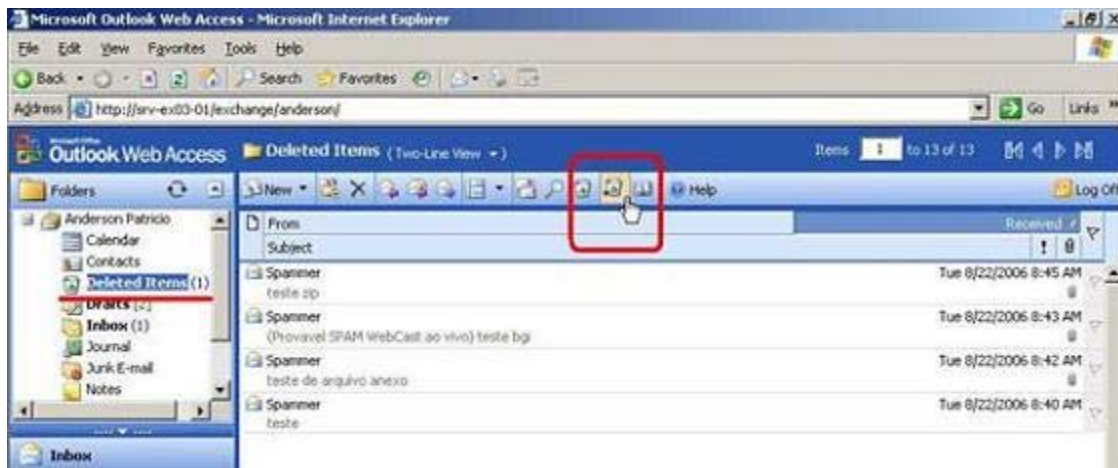 Microsoft Outlook Web Access - Microsoft Internet Explorer
File Edit View Favorites Tools Help
Back Search Favorites
Address http://srv-ex03-01/exchange/anderson/ Go Links »
Microsoft Office
Outlook Web Access Deleted Items (Two-Line View) Items 1 to 13 of 13
Folders New Help Log Off
Anderson Patricio
Calendar
Contacts
Deleted Items (1)
Drafts [2]
Inbox (1)
Journal
Junk E-mail
Notes
Inbox
From Received
Subject !
Spammer Tue 8/22/2006 8:45 AM
teste zip
Spammer Tue 8/22/2006 8:43 AM
(Provavel SPAM WebCast ao vivo) teste bgi
Spammer Tue 8/22/2006 8:42 AM
teste de arquivo anexo
Spammer Tue 8/22/2006 8:40 AM
teste